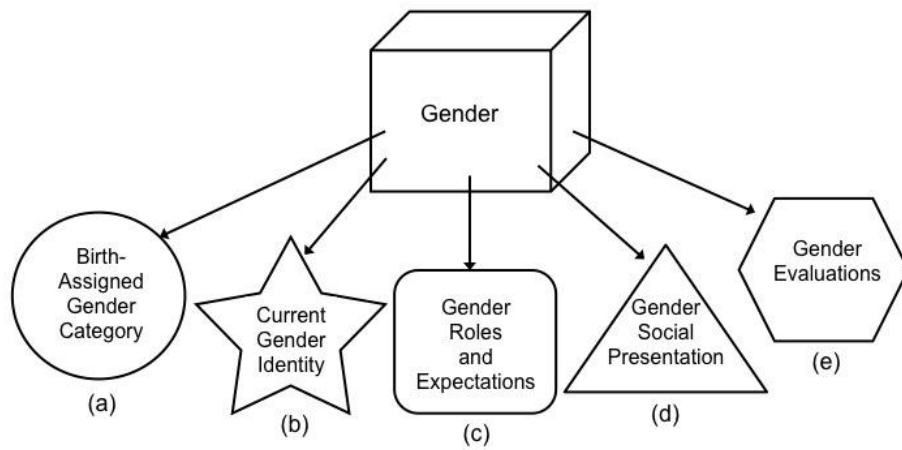 Gender
Birth-
Assigned
Gender
Category
(a)
Current
Gender
Identity
(b)
Gender
Roles
and
Expectations
(c)
Gender
Social
Presentation
(d)
Gender
Evaluations
(e)